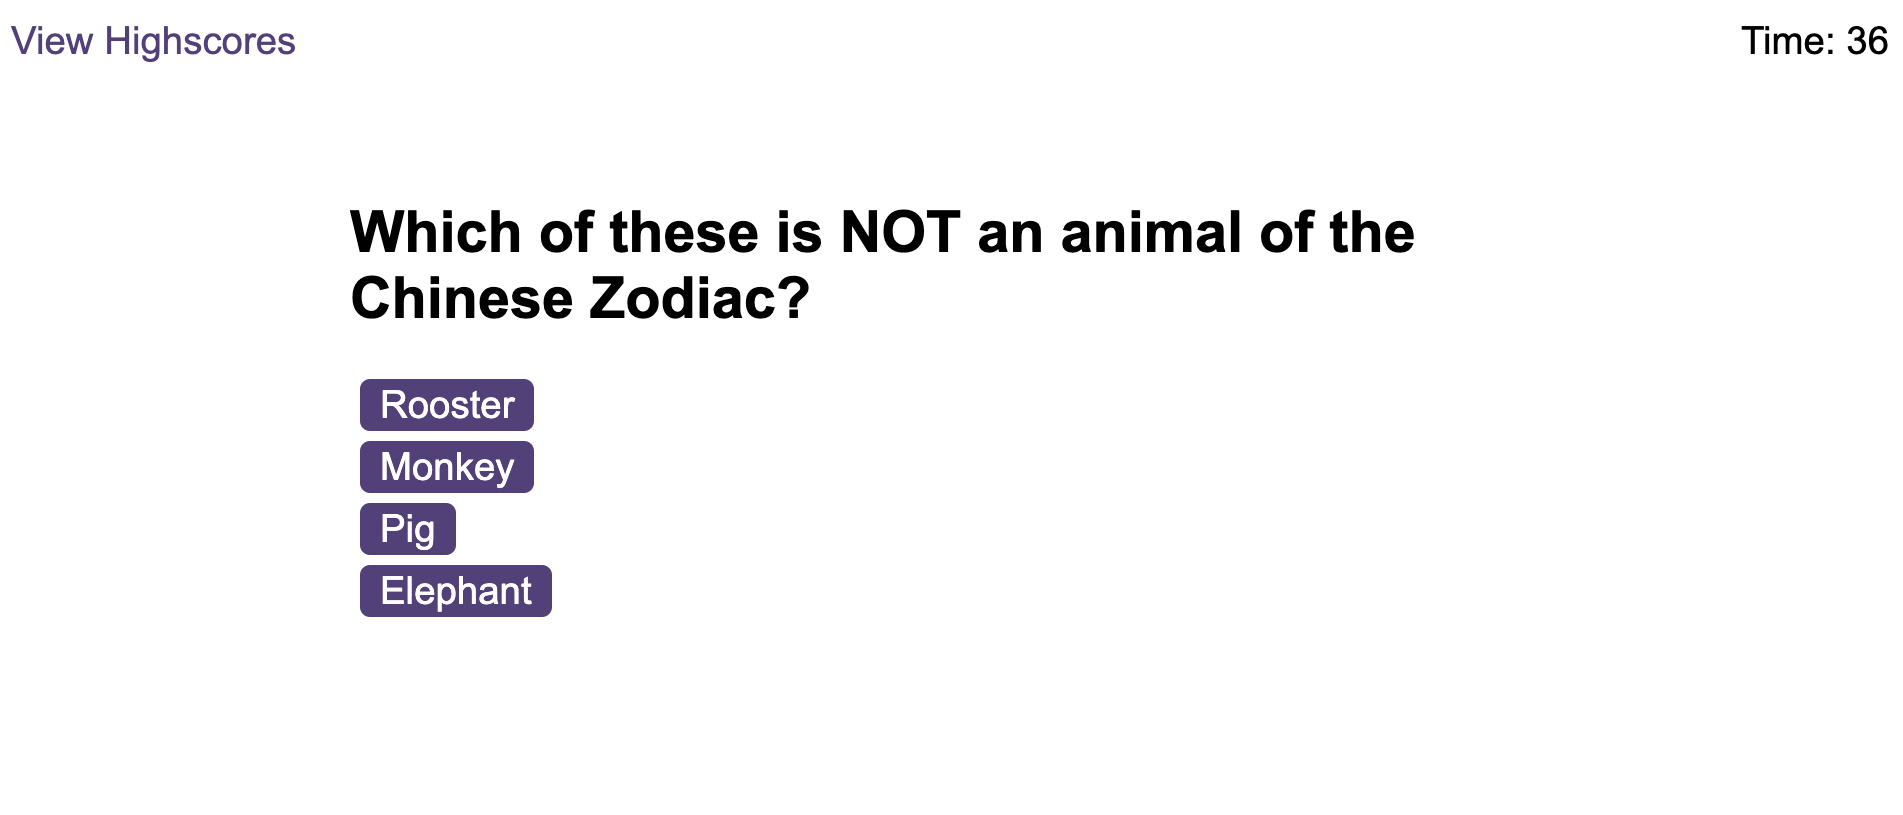 View Highscores
Time: 36
Which of these is NOT an animal of the
Chinese Zodiac?
Rooster
Monkey
Pig
Elephant